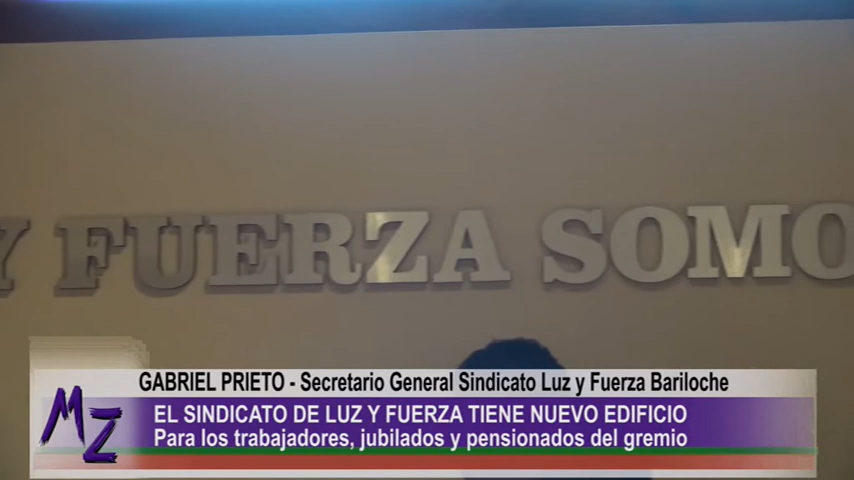 Y FUERZA SOMO
GABRIEL PRIETO - Secretario General Sindicato Luz y Fuerza Bariloche
MZ
EL SINDICATO DE LUZ Y FUERZA TIENE NUEVO EDIFICIO
Para los trabajadores, jubilados y pensionados del gremio